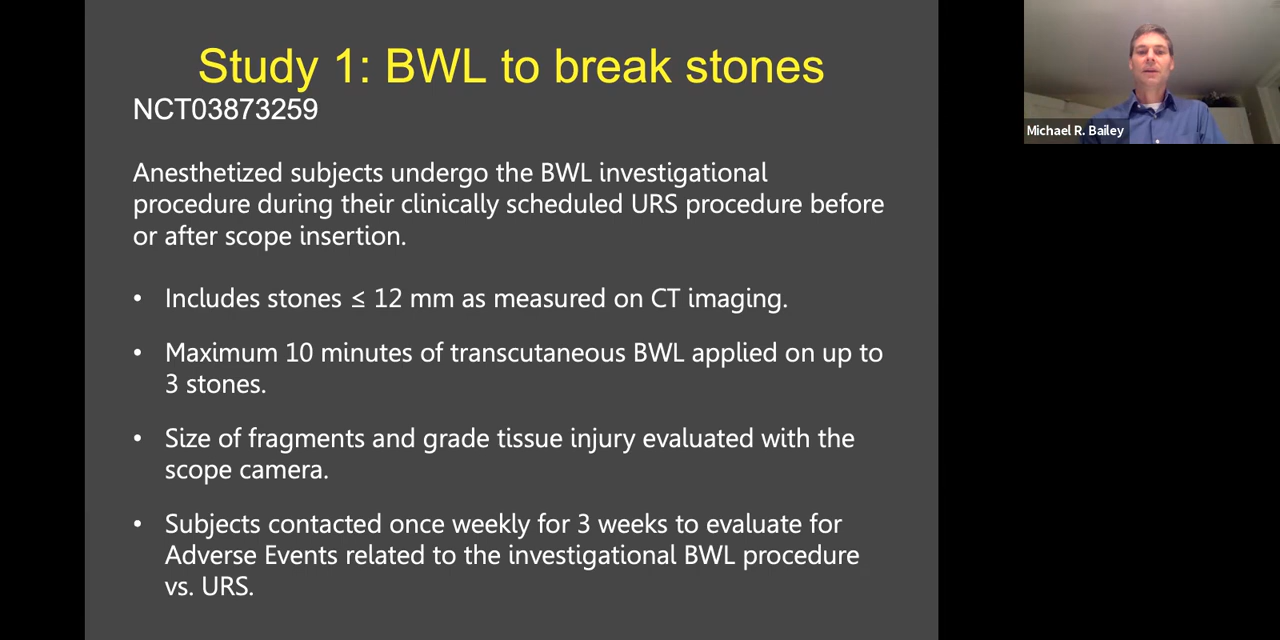 Study 1: BWL to break stones
NCT03873259
Anesthetized subjects undergo the BWL investigational
procedure during their clinically scheduled URS procedure before
or after scope insertion.
• Includes stones ≤ 12 mm as measured on CT imaging.
• Maximum 10 minutes of transcutaneous BWL applied on up to
3 stones.
• Size of fragments and grade tissue injury evaluated with the
scope camera.
• Subjects contacted once weekly for 3 weeks to evaluate for
Adverse Events related to the investigational BWL procedure
vs. URS.
Michael R. Bailey